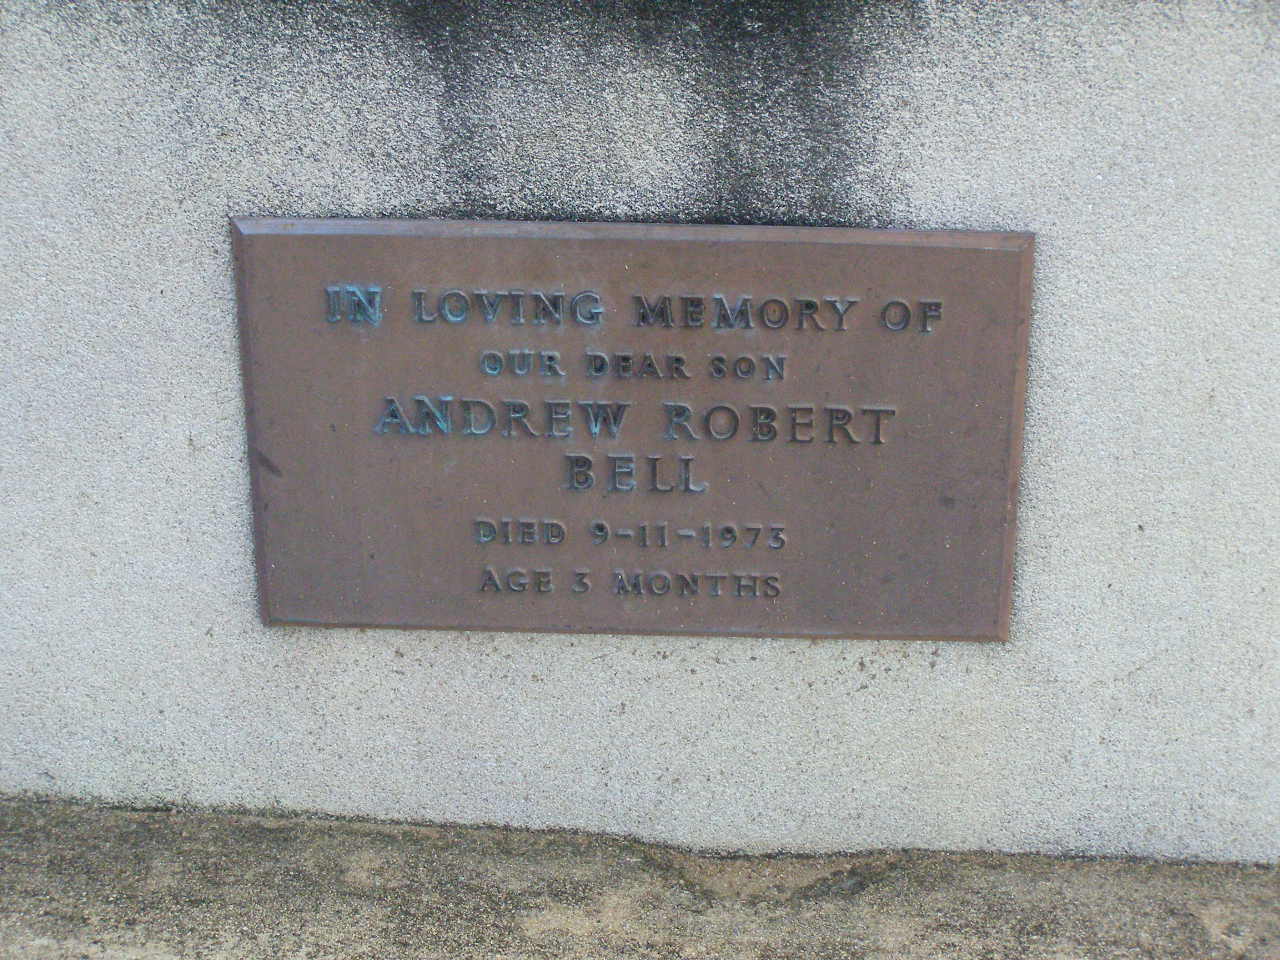 IN LOVING MEMORY OF
OUR DEAR SON
ANDREW ROBERT
BELL
DIED 9-11-1973
AGE 3 MONTHS